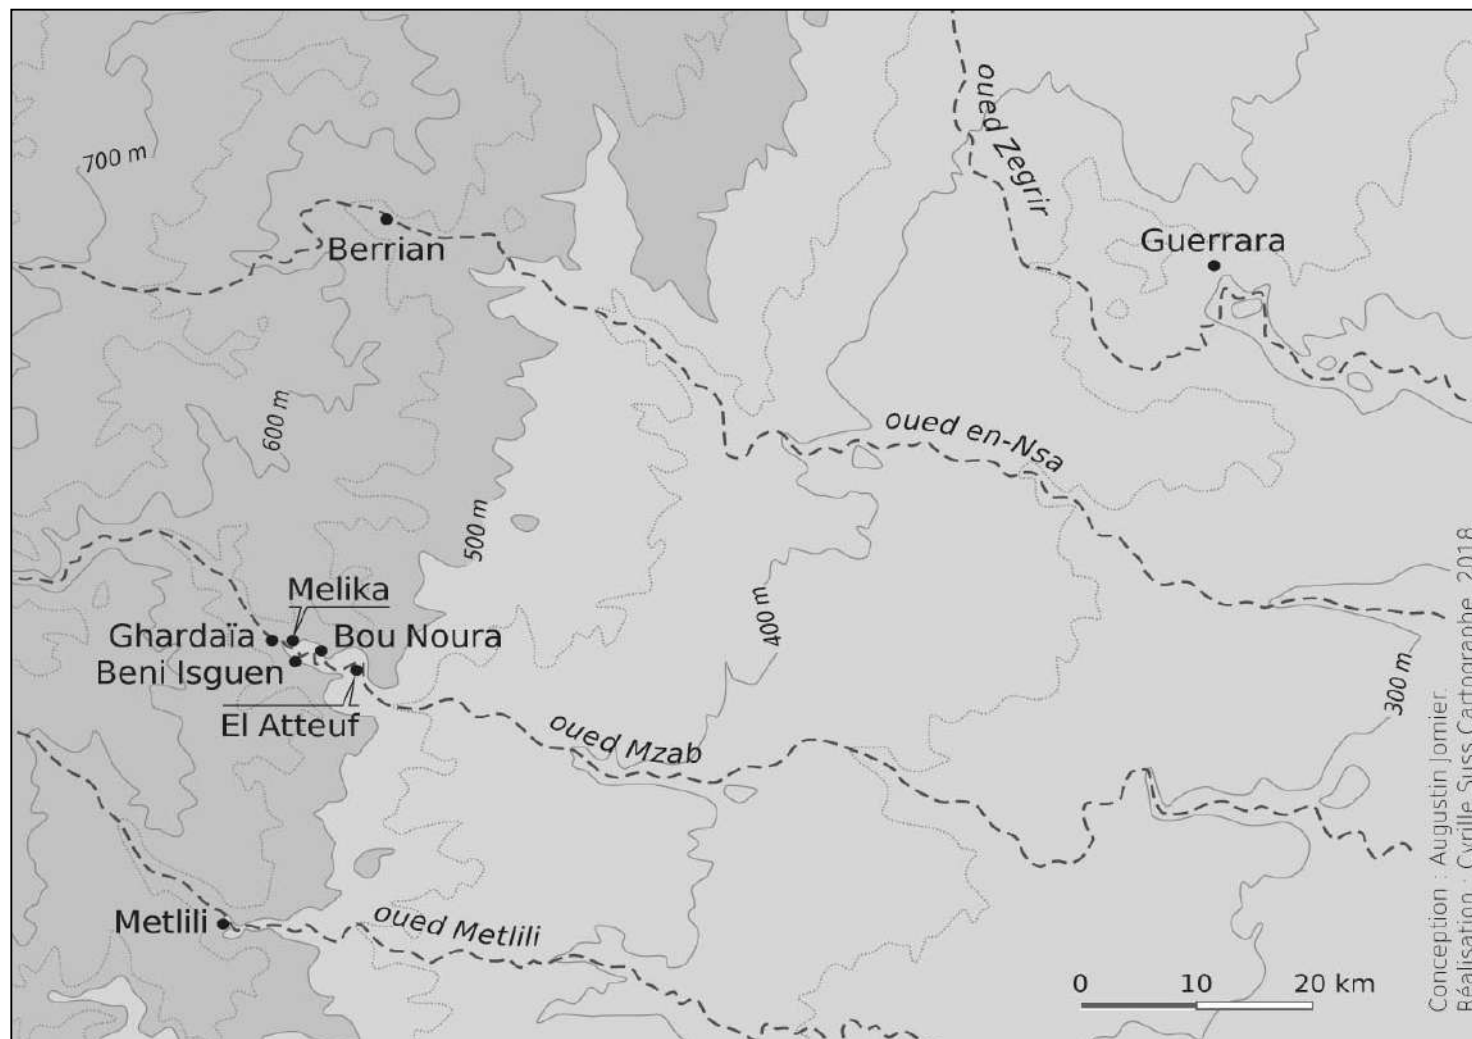 oued Zegrir
700 m
Berrian
Guerrara
600 m
oued en-Nsa
500 m
Melika
Ghardaïa
Bou Noura
Beni Isguen
400 m
El Atteuf
oued Mzab
300 m
Metlili
oued Metlili
0 10 20 km
Conception : Augustin Jomier.
Réalisation : Cyrille Suss Cartographe 2018